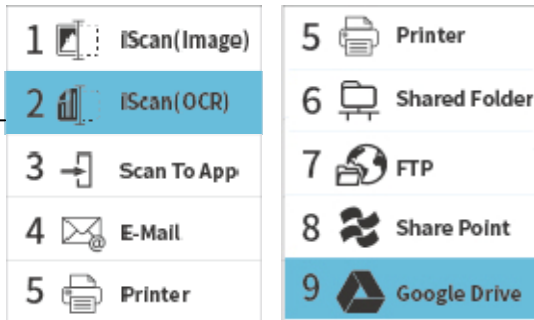 1 iScan(Image)
2 iScan(OCR)
3 Scan To App
4 E-Mail
5 Printer
5 Printer
6 Shared Folder
7 FTP
8 Share Point
9 Google Drive